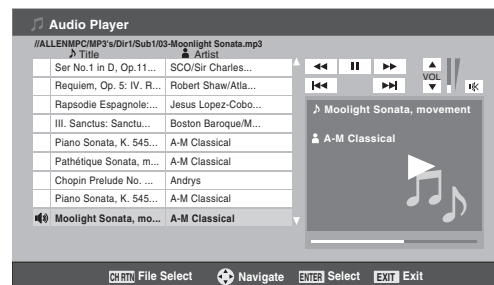 Audio Player
//ALLENMPC/MP3's/Dir1/Sub1/03-Moonlight Sonata.mp3
Title Artist
Ser No.1 in D, Op.11... SCO/Sir Charles...
Requiem, Op. 5: IV. R... Robert Shaw/Atla...
Rapsodie Espagnole:... Jesus Lopez-Cobo...
III. Sanctus: Sanctu... Boston Baroque/M...
Piano Sonata, K. 545... A-M Classical
Pathétique Sonata, m... A-M Classical
Chopin Prelude No. ... Andrys
Piano Sonata, K. 545... A-M Classical
Moolight Sonata, mo... A-M Classical
VOL
Moolight Sonata, movement
A-M Classical
CH RTN File Select Navigate ENTER Select EXIT Exit